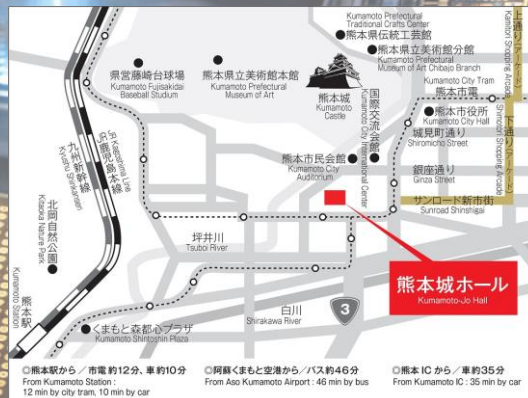 Kumamoto Prefectural
Traditional Crafts Center
熊本県伝統工芸館
熊本県立美術館分館
Kumamoto Prefectural
Museum of Art Chibajo Branch
上通り(アーケード)
Kamitori Shopping Arcade
県営藤崎台球場
Kumamoto Fujisakidai
Baseball Studium
熊本県立美術館本館
Kumamoto Prefectural
Museum of Art
熊本城
Kumamoto
Castle
国際交流会館
Kumamoto City International Center
Kumamoto City Tram
熊本市電
熊本市役所
Kumamoto City Hall
城見町通り
Shiromicho Street
下通り(アーケード)
Shimotori Shopping Arcade
熊本市民会館
Kumamoto City
Auditorium
銀座通り
Ginza Street
サンロード新市街
Sunroad Shinshigai
JR鹿児島本線
JR Kagoshima Line
九州新幹線
Kyushu Shinkansen
北岡自然公園
Kitaoka Nature Park
坪井川
Tsuboi River
熊本城ホール
Kumamoto-Jo Hall
熊本駅
Kumamoto Station
白川
Shirakawa River
3
くまもと森都心プラザ
Kumamoto Shintoshin Plaza
◎熊本駅から/市電約12分、車約10分
From Kumamoto Station :
12 min by city tram, 10 min by car
◎阿蘇くまもと空港から/バス約46分
From Aso Kumamoto Airport : 46 min by bus
◎熊本 IC から/車約35分
From Kumamoto IC : 35 min by car